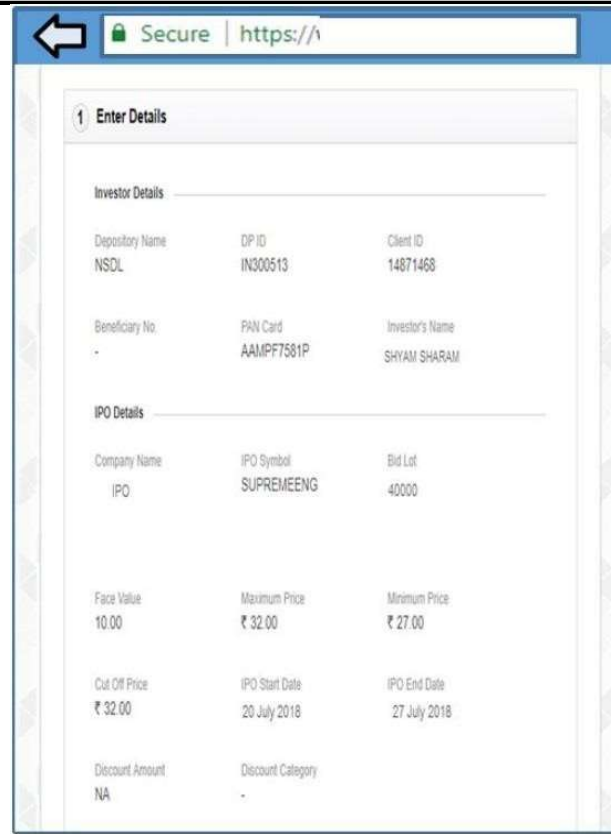 Secure | https://
1 Enter Details
Investor Details
Depository Name DP ID Client ID
NSDL IN300513 14871468
Beneficiary No. PAN Card Investor's Name
- AAMPF7581P SHYAM SHARAM
IPO Details
Company Name IPO Symbol Bid Lot
IPO SUPREMEENG 40000
Face Value Maximum Price Minimum Price
10.00 ₹ 32.00 ₹ 27.00
Cut Off Price IPO Start Date IPO End Date
₹ 32.00 20 July 2018 27 July 2018
Discount Amount Discount Category
NA -